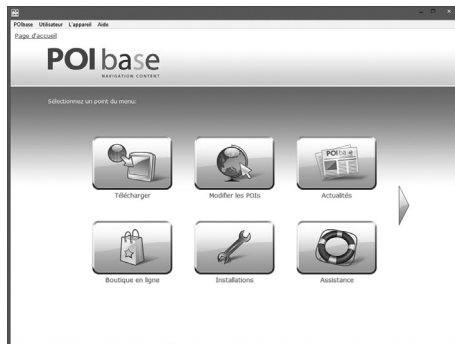 POIbase Utilisateur L'appareil Aide
Page d'accueil
POIbase
NAVIGATION CONTENT
Sélectionnez un point du menu:
POIbase
Télécharger Modifier les POIs Actualités
Boutique en ligne Installations Assistance